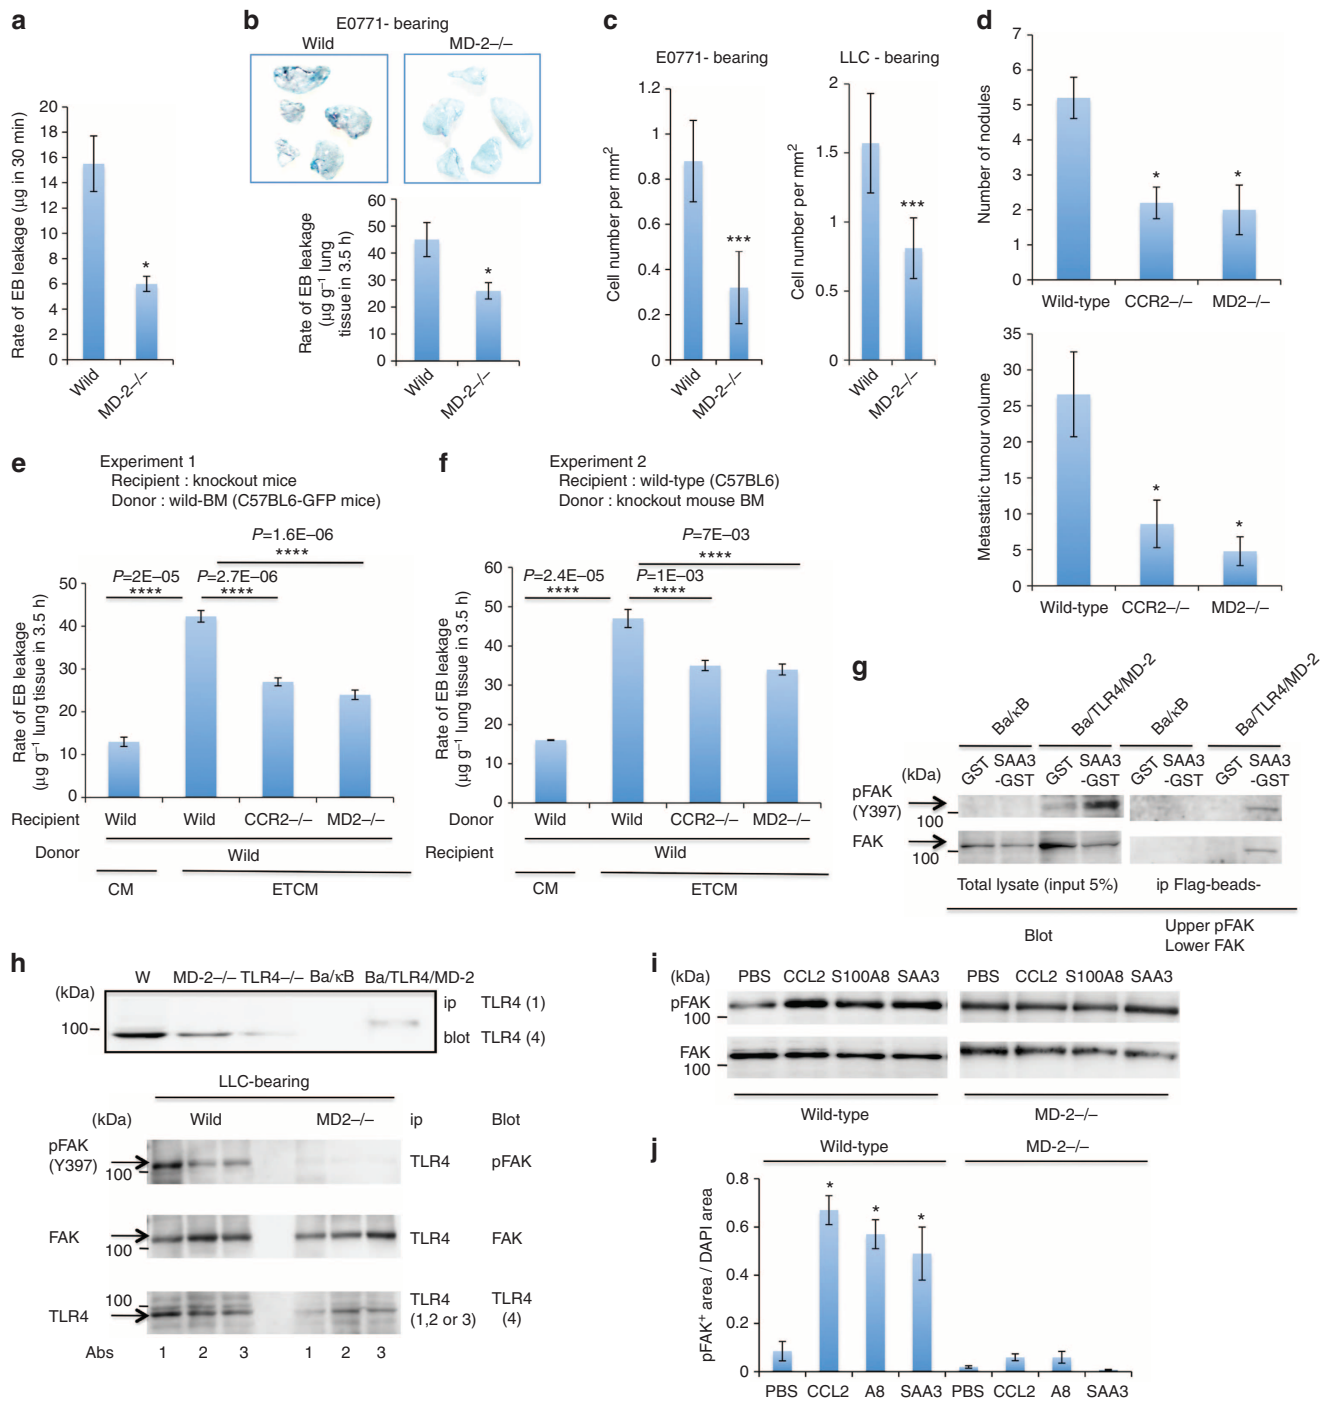 a
Rate of EB leakage (µg in 30 min)
20
18
16
14
12
10
8
6
4
2
0
*
Wild
MD-2–/–
b
E0771- bearing
Wild
MD-2–/–
Rate of EB leakage
(µg g⁻¹ lung
tissue in 3.5 h)
60
50
40
30
20
10
0
*
Wild
MD-2–/–
c
E0771- bearing
Cell number per mm²
1.2
1
0.8
0.6
0.4
0.2
0
***
Wild
MD-2–/–
LLC - bearing
Cell number per mm²
2
1.5
1
0.5
0
***
Wild
MD-2–/–
d
Number of nodules
7
6
5
4
3
2
1
0
*
*
Wild-type CCR2–/– MD2–/–
Metastatic tumour volume
35
30
25
20
15
10
5
0
*
*
Wild-type CCR2–/– MD2–/–
e
Experiment 1
Recipient : knockout mice
Donor : wild-BM (C57BL6-GFP mice)
P=1.6E–06
****
P=2E–05 P=2.7E–06
**** ****
Rate of EB leakage
(µg g⁻¹ lung tissue in 3.5 h)
50
40
30
20
10
0
Recipient Wild Wild CCR2–/– MD2–/–
Donor Wild
CM ETCM
f
Experiment 2
Recipient : wild-type (C57BL6)
Donor : knockout mouse BM
P=7E–03
****
P=2.4E–05 P=1E–03
**** ****
Rate of EB leakage
(µg g⁻¹ lung tissue in 3.5 h)
60
50
40
30
20
10
0
Donor Wild Wild CCR2–/– MD2–/–
Recipient Wild
CM ETCM
g
Ba/κB Ba/TLR4/MD-2 Ba/κB Ba/TLR4/MD-2
(kDa) GST SAA3 -GST GST SAA3 -GST GST SAA3 -GST GST SAA3 -GST
pFAK
(Y397)
100
FAK
100
Total lysate (input 5%) ip Flag-beads-
Blot
Upper pFAK
Lower FAK
h
W MD-2–/– TLR4–/– Ba/κB Ba/TLR4/MD-2
(kDa)
ip TLR4 (1)
100
blot TLR4 (4)
LLC-bearing
(kDa) Wild MD2–/– ip Blot
pFAK
(Y397)
100
TLR4 pFAK
FAK
100
TLR4 FAK
100
TLR4
TLR4
(1,2 or 3)
TLR4
(4)
Abs 1 2 3 1 2 3
i
(kDa) PBS CCL2 S100A8 SAA3 PBS CCL2 S100A8 SAA3
pFAK
100
FAK
100
Wild-type MD-2–/–
j
Wild-type MD-2–/–
pFAK⁺ area / DAPI area
0.8
0.6
0.4
0.2
0
*
*
*
PBS CCL2 A8 SAA3 PBS CCL2 A8 SAA3